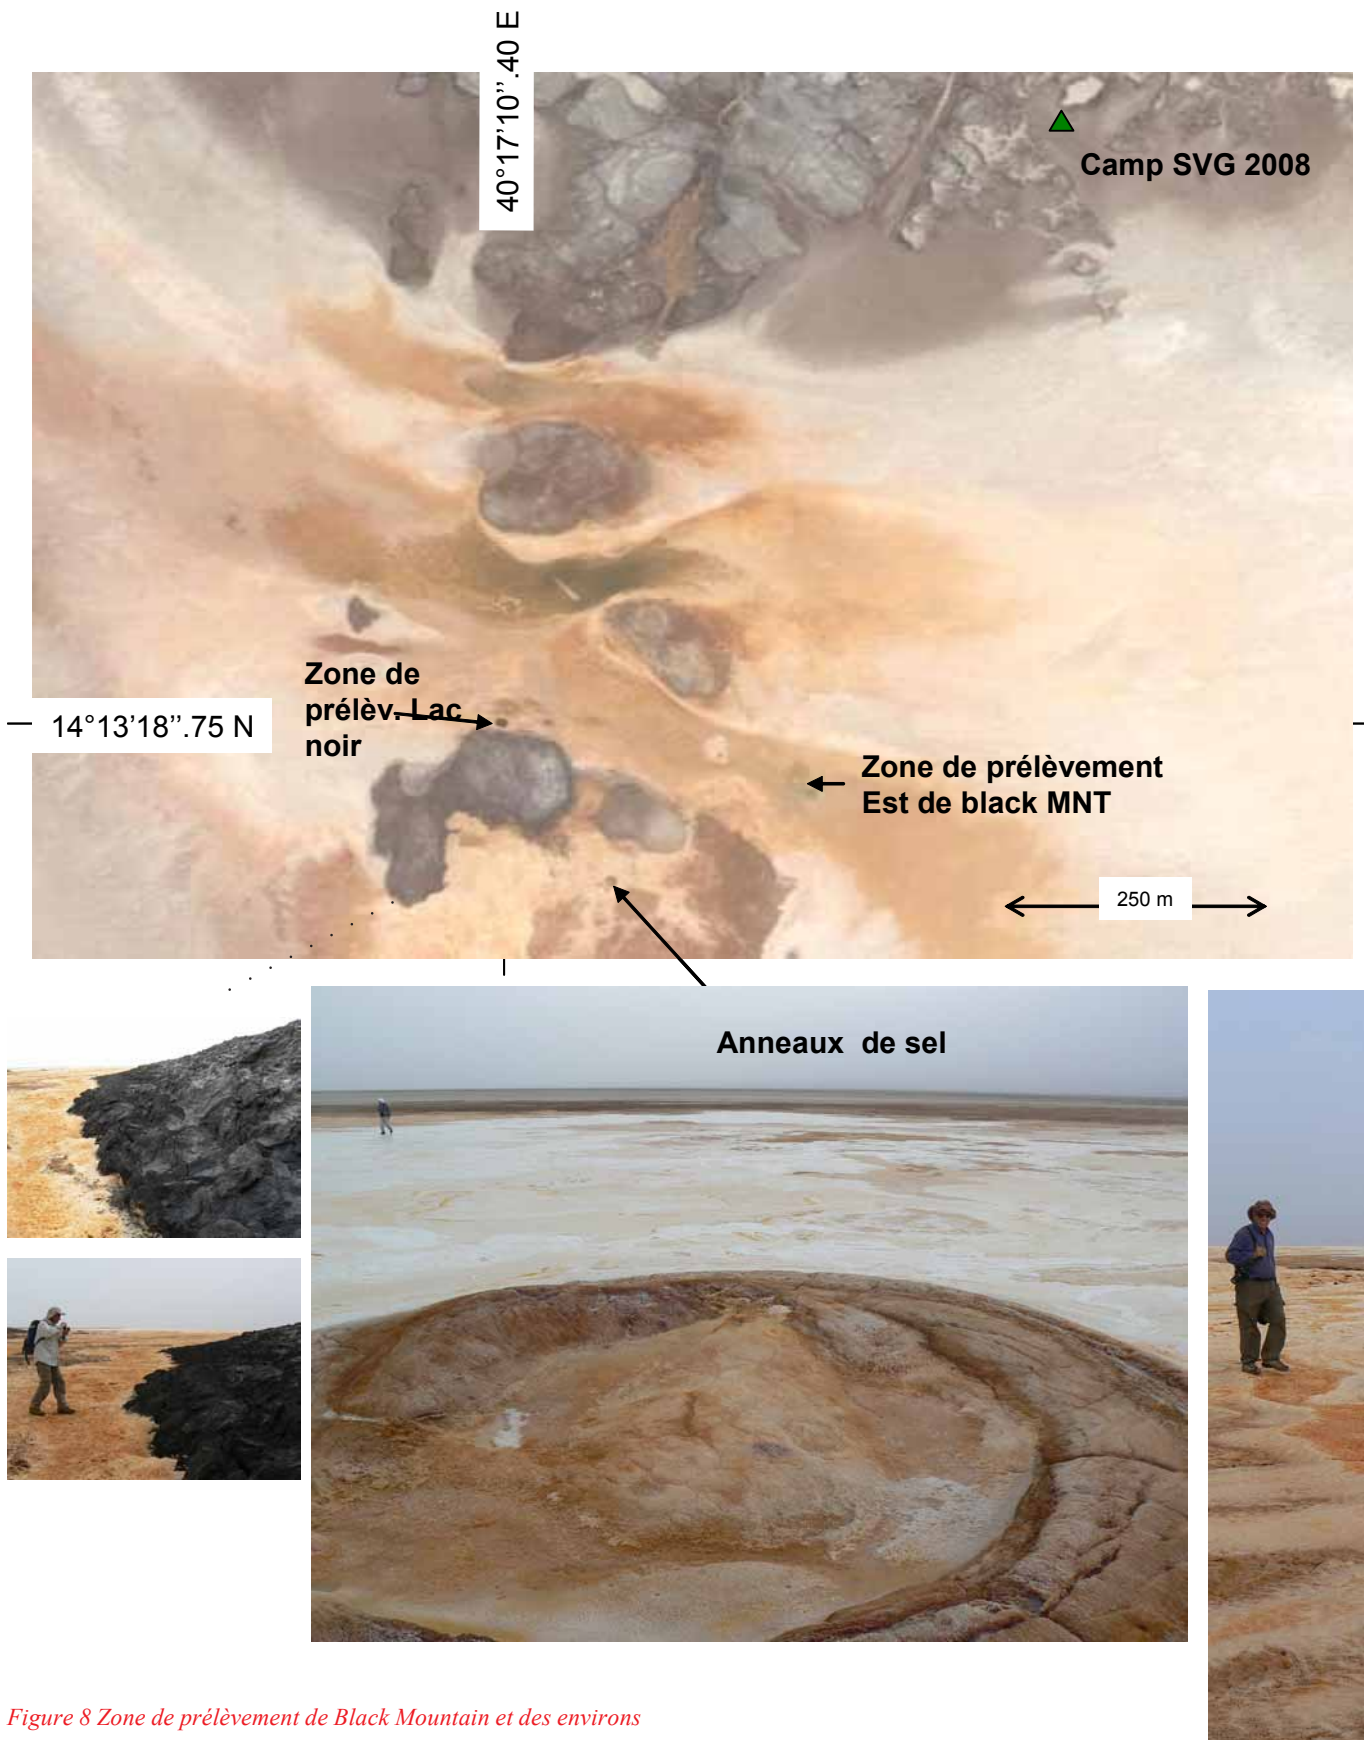 40°17’10’’.40 E
Camp SVG 2008
Zone de
prélèv. Lac
noir
14°13’18’’.75 N
Zone de prélèvement
Est de black MNT
250 m
Anneaux de sel
Figure 8 Zone de prélèvement de Black Mountain et des environs